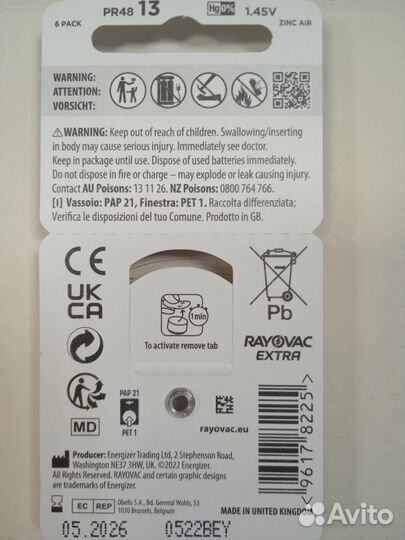 6 PACK PR48 13 Hg 0% 1.45V
ZINC AIR
WARNING:
ATTENTION:
VORSICHT:
⚠WARNING: Keep out of reach of children. Swallowing/inserting
in body may cause serious injury. Immediately see doctor.
Keep in package until use. Dispose of used batteries immediately.
Do not dispose in fire or charge – may explode or leak causing injury.
Contact AU Poisons: 13 11 26. NZ Poisons: 0800 764 766.
[I] Vassoio: PAP 21, Finestra: PET 1. Raccolta differenziata;
Verifica le disposizioni del tuo Comune. Prodotto in GB.
CE
UK
CA
1min
To activate remove tab
Pb
RAYOVAC
EXTRA
PAP 21
PET 1
MD
rayovac.eu
<96178225>
Producer: Energizer Trading Ltd, 2 Stephenson Road,
Washington NE37 3HW, UK. ©2022 Energizer.
All Rights Reserved. RAYOVAC and certain graphic designs
are trademarks of Energizer.
EC REP
Obelis S.A., Bd. General Wahis, 53
1030 Brussels, Belgium
MADE IN UNITED KINGDOM
05.2026 0522BEY
Avito